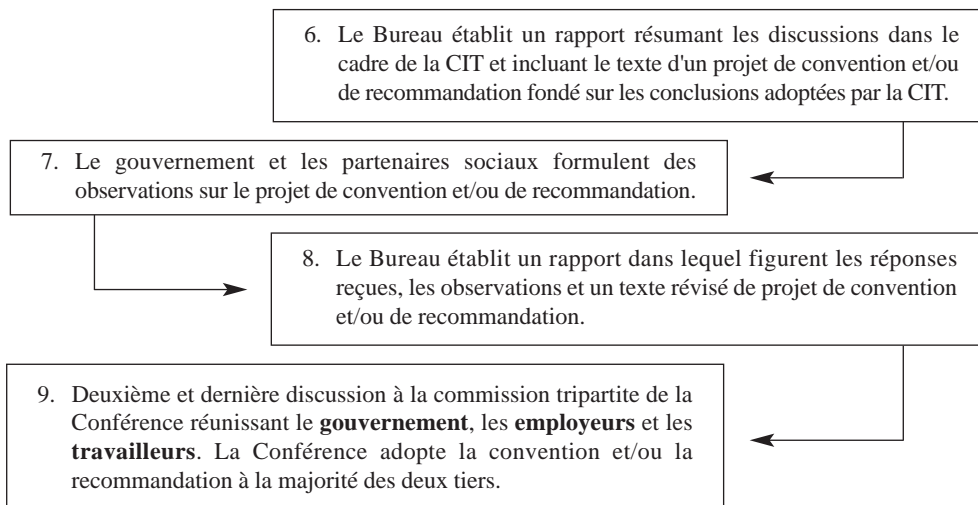 6. Le Bureau établit un rapport résumant les discussions dans le
cadre de la CIT et incluant le texte d'un projet de convention et/ou
de recommandation fondé sur les conclusions adoptées par la CIT.
7. Le gouvernement et les partenaires sociaux formulent des
observations sur le projet de convention et/ou de recommandation.
8. Le Bureau établit un rapport dans lequel figurent les réponses
reçues, les observations et un texte révisé de projet de convention
et/ou de recommandation.
9. Deuxième et dernière discussion à la commission tripartite de la
Conférence réunissant le gouvernement, les employeurs et les
travailleurs. La Conférence adopte la convention et/ou la
recommandation à la majorité des deux tiers.